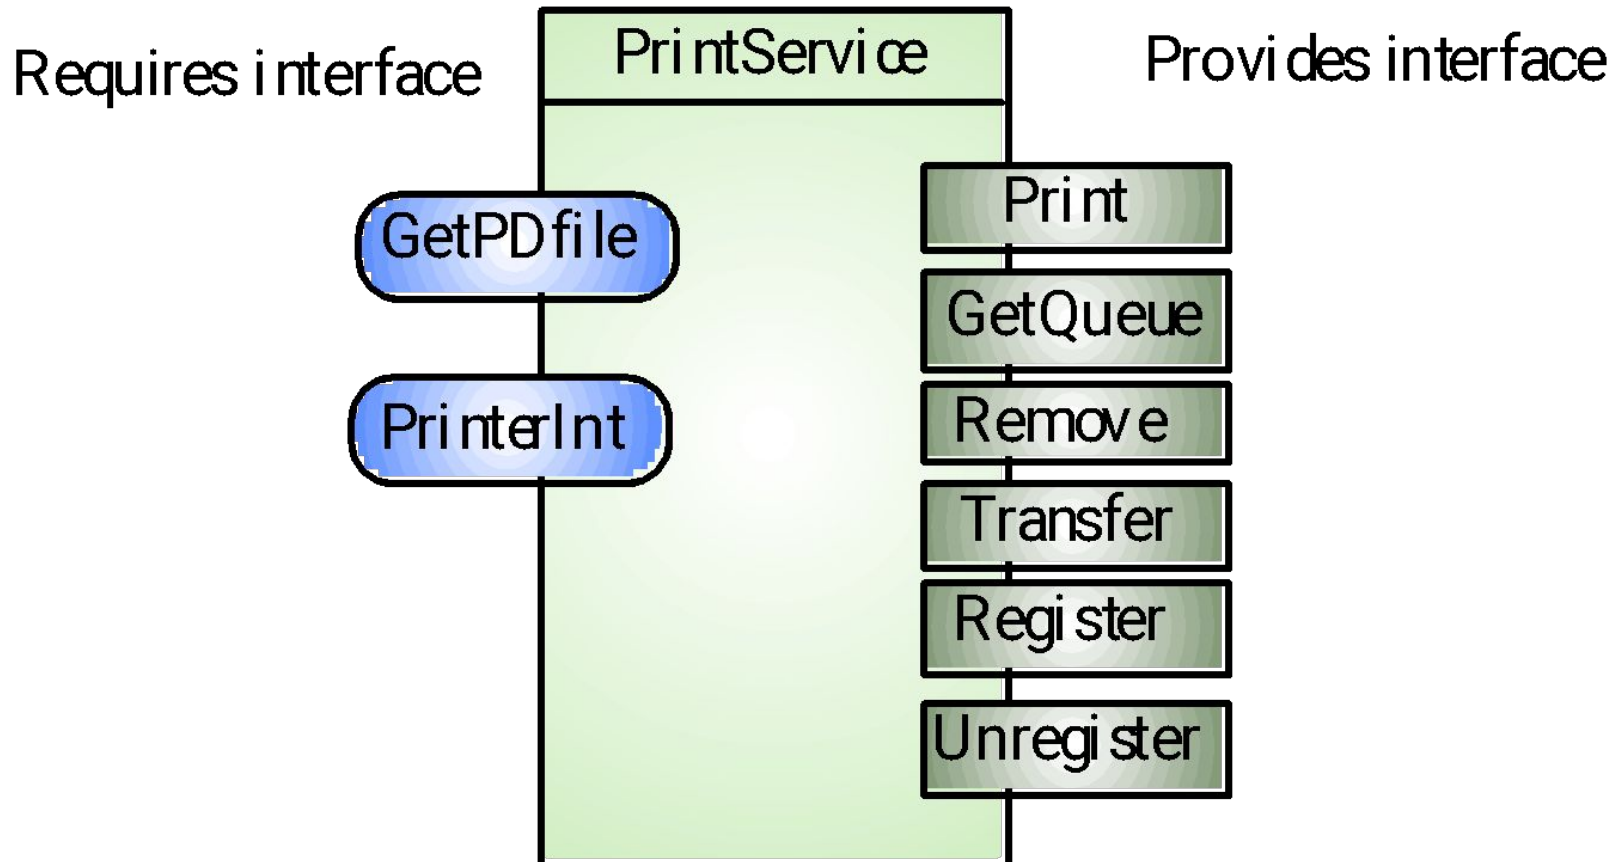 Requires interface
PrintService
Provides interface
GetPDfile
PrinterInt
Print
GetQueue
Remove
Transfer
Register
Unregister